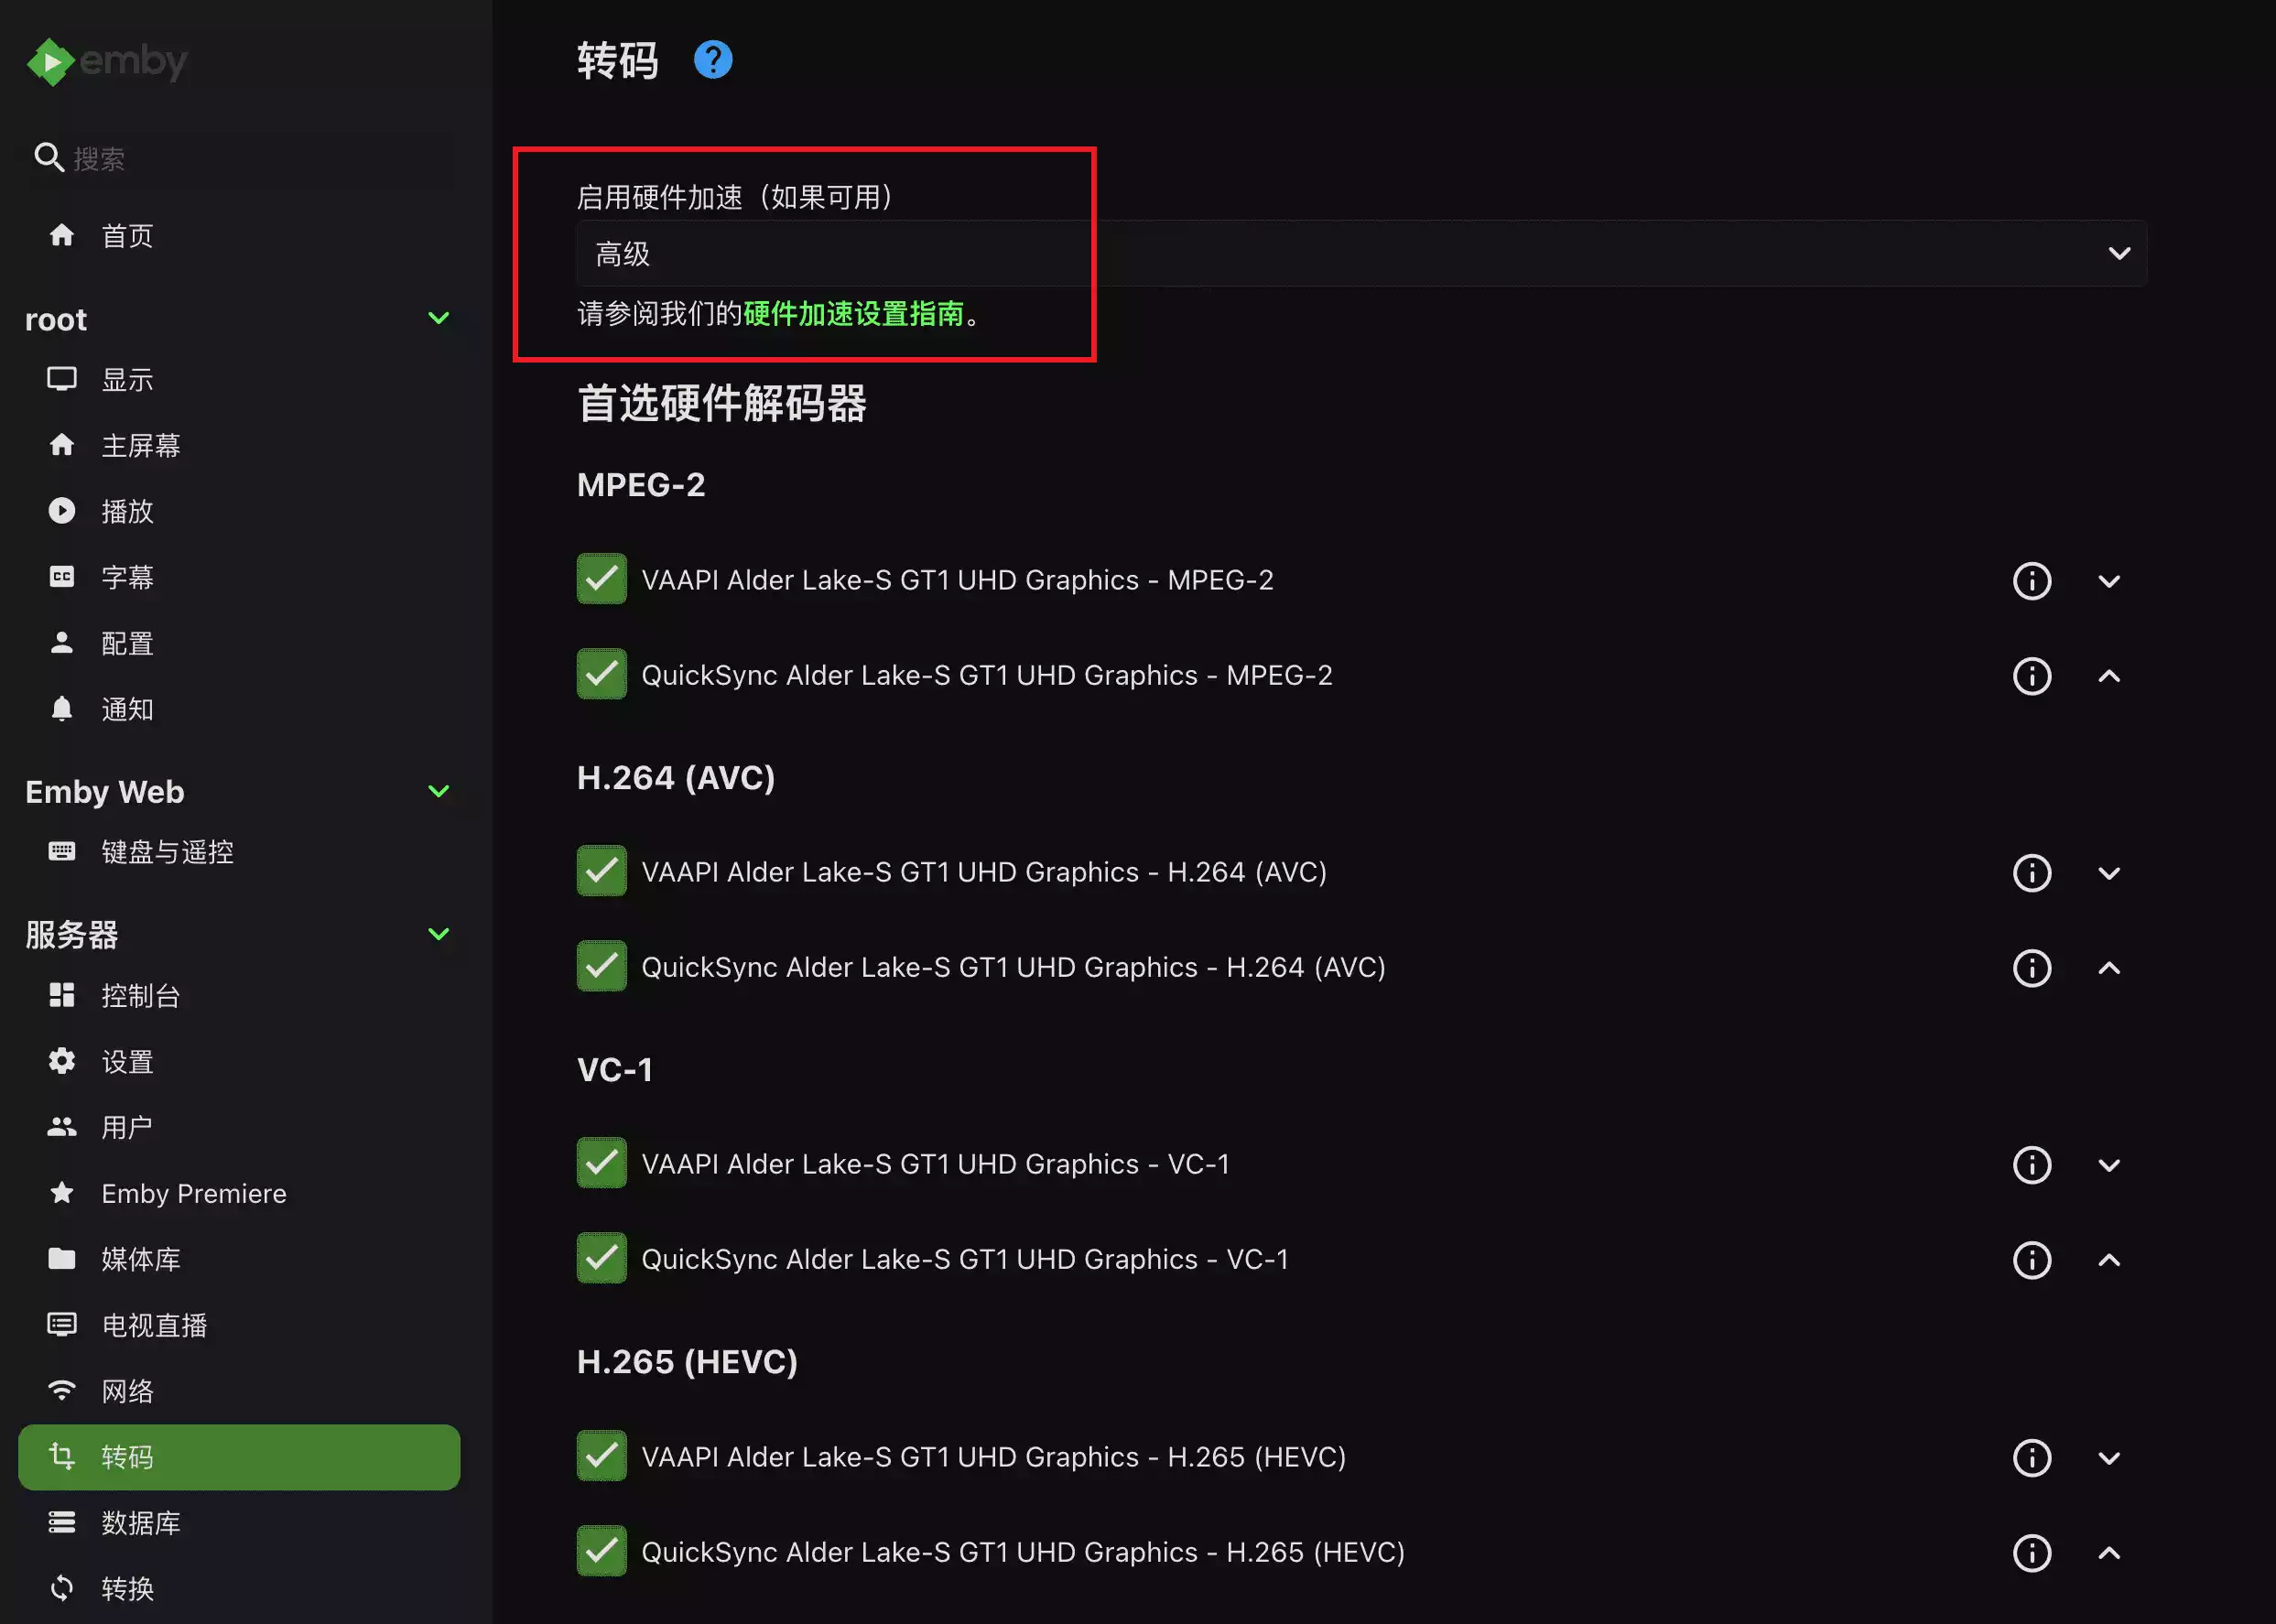 emby
搜索
首页
root
显示
主屏幕
播放
字幕
配置
通知
Emby Web
键盘与遥控
服务器
控制台
设置
用户
Emby Premiere
媒体库
电视直播
网络
转码
数据库
转换
转码
启用硬件加速（如果可用）
高级
请参阅我们的硬件加速设置指南。
首选硬件解码器
MPEG-2
VAAPI Alder Lake-S GT1 UHD Graphics - MPEG-2
QuickSync Alder Lake-S GT1 UHD Graphics - MPEG-2
H.264 (AVC)
VAAPI Alder Lake-S GT1 UHD Graphics - H.264 (AVC)
QuickSync Alder Lake-S GT1 UHD Graphics - H.264 (AVC)
VC-1
VAAPI Alder Lake-S GT1 UHD Graphics - VC-1
QuickSync Alder Lake-S GT1 UHD Graphics - VC-1
H.265 (HEVC)
VAAPI Alder Lake-S GT1 UHD Graphics - H.265 (HEVC)
QuickSync Alder Lake-S GT1 UHD Graphics - H.265 (HEVC)